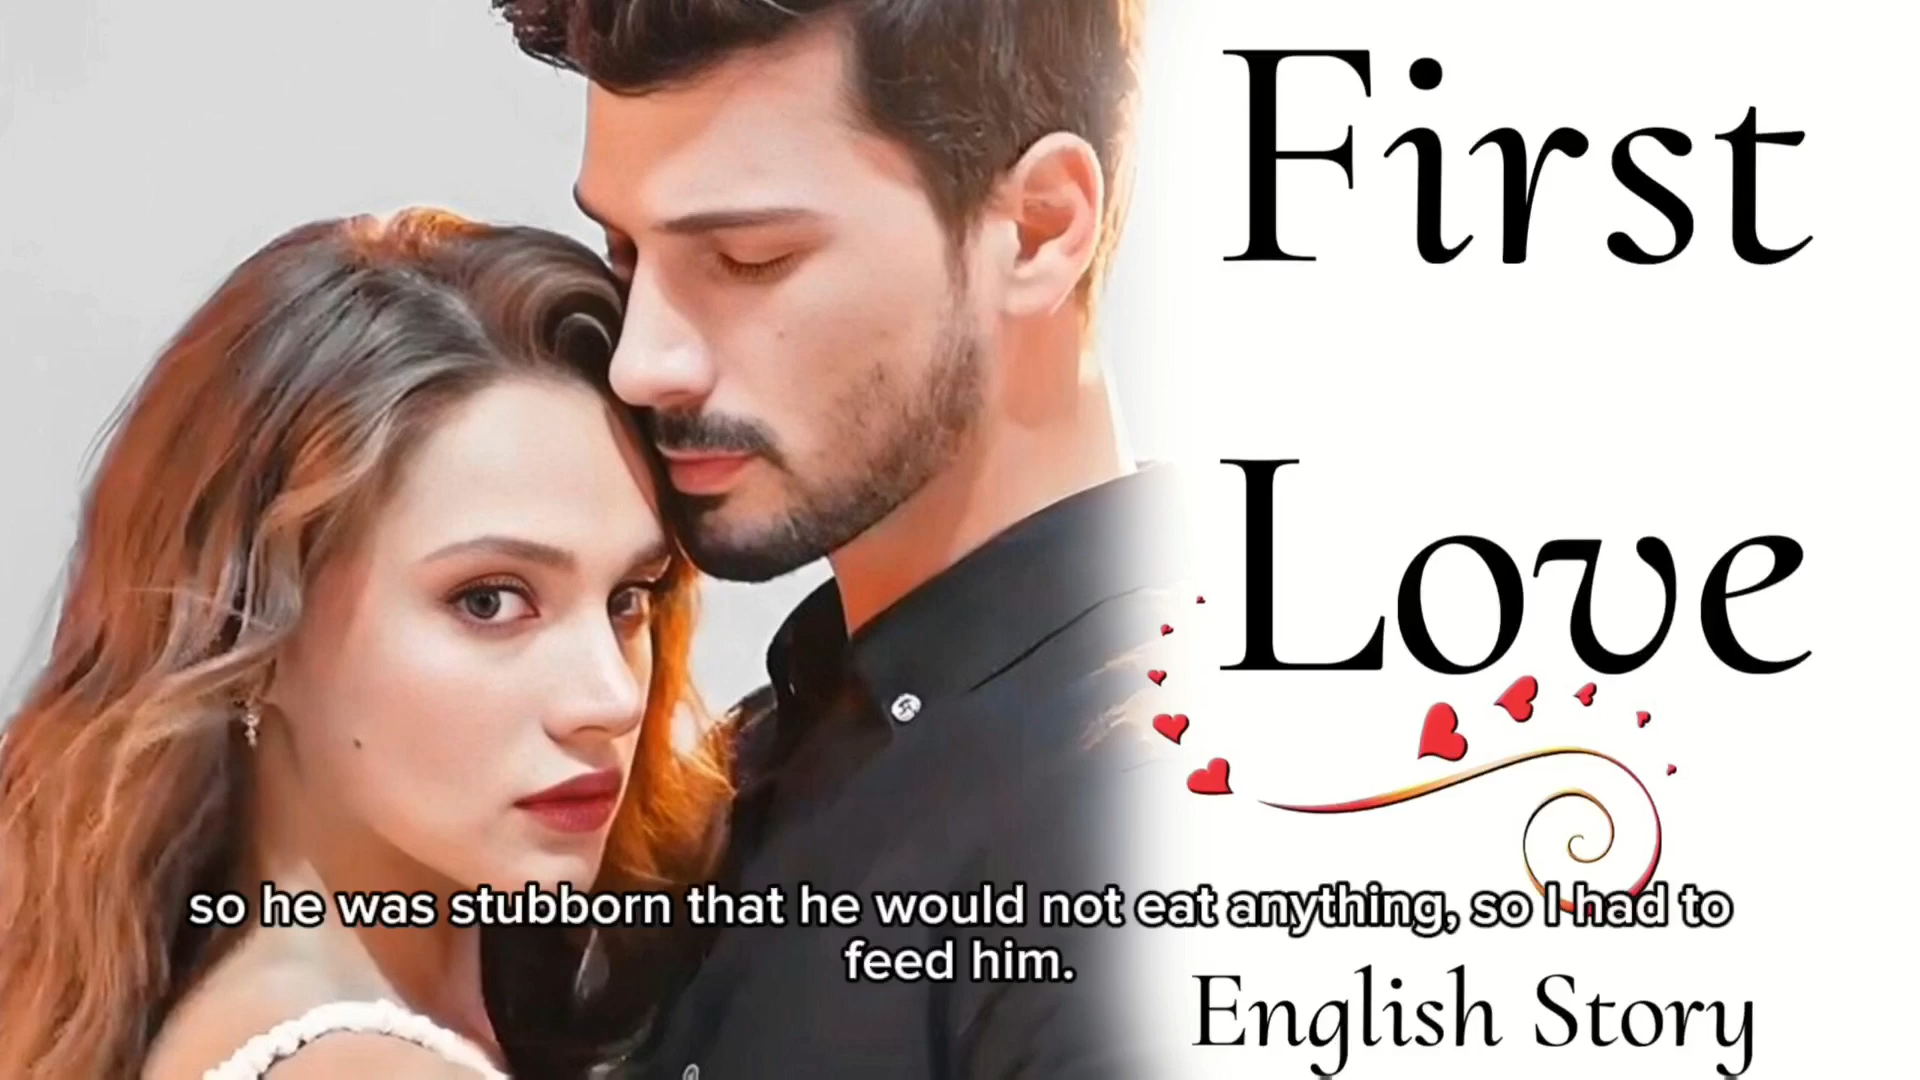 First
Love
so he was stubborn that he would not eat anything, so I had to
feed him.
English Story